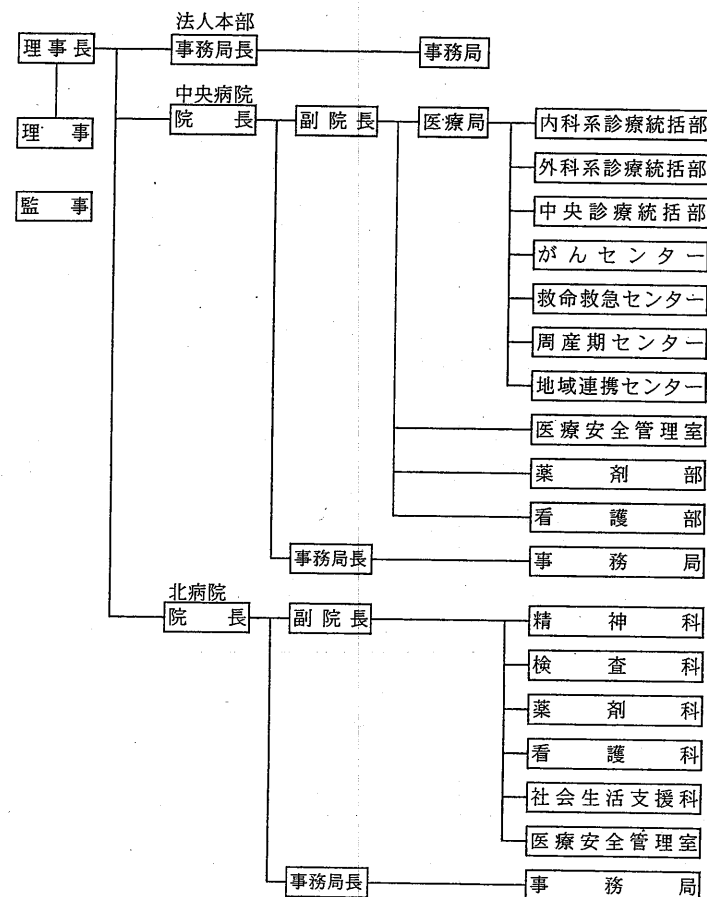 法人本部
理事長
事務局長
事務局
中央病院
理事
院長
副院長
医療局
内科系診療統括部
外科系診療統括部
監事
中央診療統括部
がんセンター
救命救急センター
周産期センター
地域連携センター
医療安全管理室
薬剤部
看護部
事務局長
事務局
北病院
院長
副院長
精神科
検査科
薬剤科
看護科
社会生活支援科
医療安全管理室
事務局長
事務局